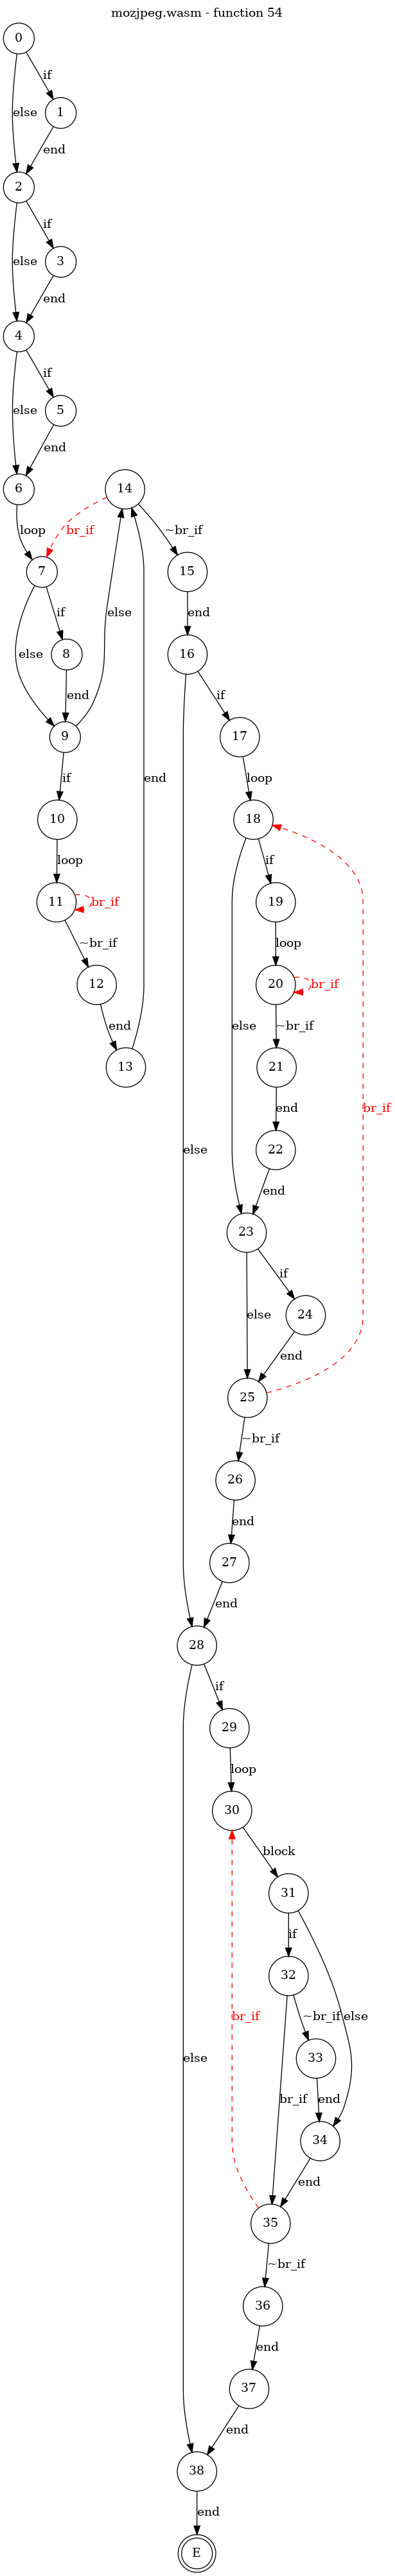 mozjpeg.wasm - function 54
0
if
else
1
end
2
if
else
3
end
4
if
else
5
end
6
14
loop
br_if
~br_if
7
15
if
else
end
else
8
16
end
if
9
17
if
end
loop
10
18
loop
if
11
br_if
19
~br_if
loop
12
20
br_if
end
else
~br_if
13
21
br_if
end
else
22
end
23
if
else
24
end
25
~br_if
26
end
27
end
28
if
29
loop
30
block
31
if
32
br_if
~br_if
else
33
else
br_if
end
34
end
35
~br_if
36
end
37
end
38
end
E